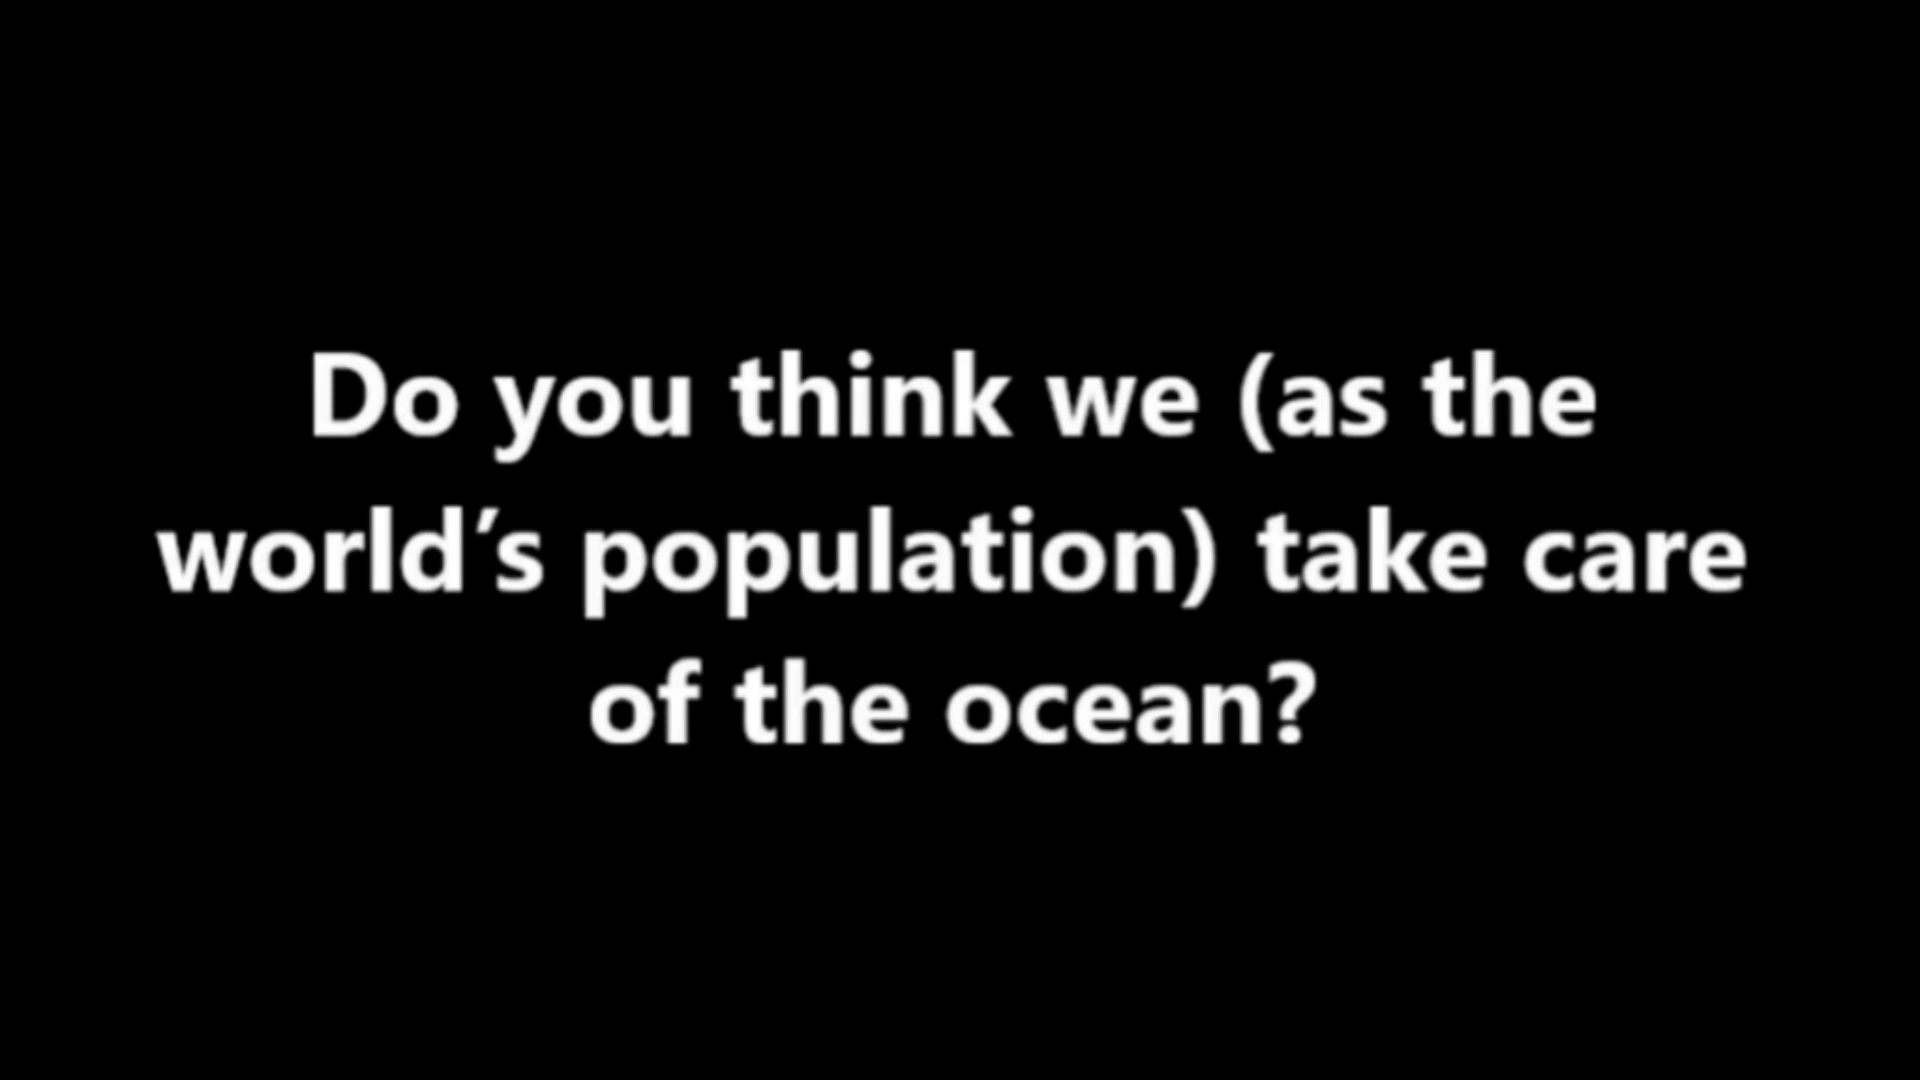 Do you think we (as the
world’s population) take care
of the ocean?